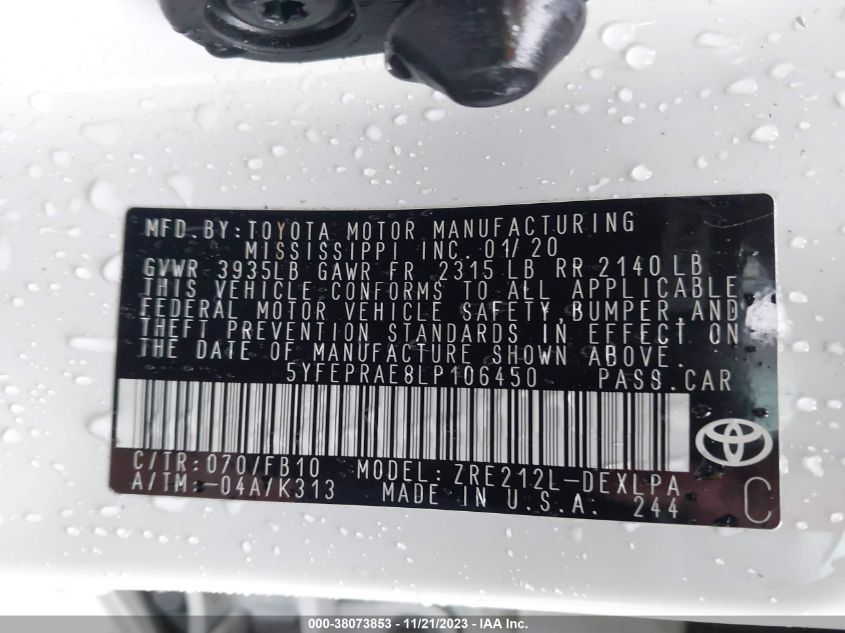 MFD.BY:TOYOTA MOTOR MANUFACTURING
MISSISSIPPI INC. 01/20
GVWR 3935LB GAWR FR 2315 LB RR 2140 LB
THIS VEHICLE CONFORMS TO ALL APPLICABLE
FEDERAL MOTOR VEHICLE SAFETY, BUMPER, AND
THEFT PREVENTION STANDARDS IN EFFECT ON
THE DATE OF MANUFACTURE SHOWN ABOVE.
5YFEPRAE8LP106450 PASS.CAR
C/TR:070/FB10 MODEL:ZRE212L-DEXLPA
A/TM:-04A/K313 MADE IN U.S.A. 244 C
000-38073853 - 11/21/2023 - IAA Inc.